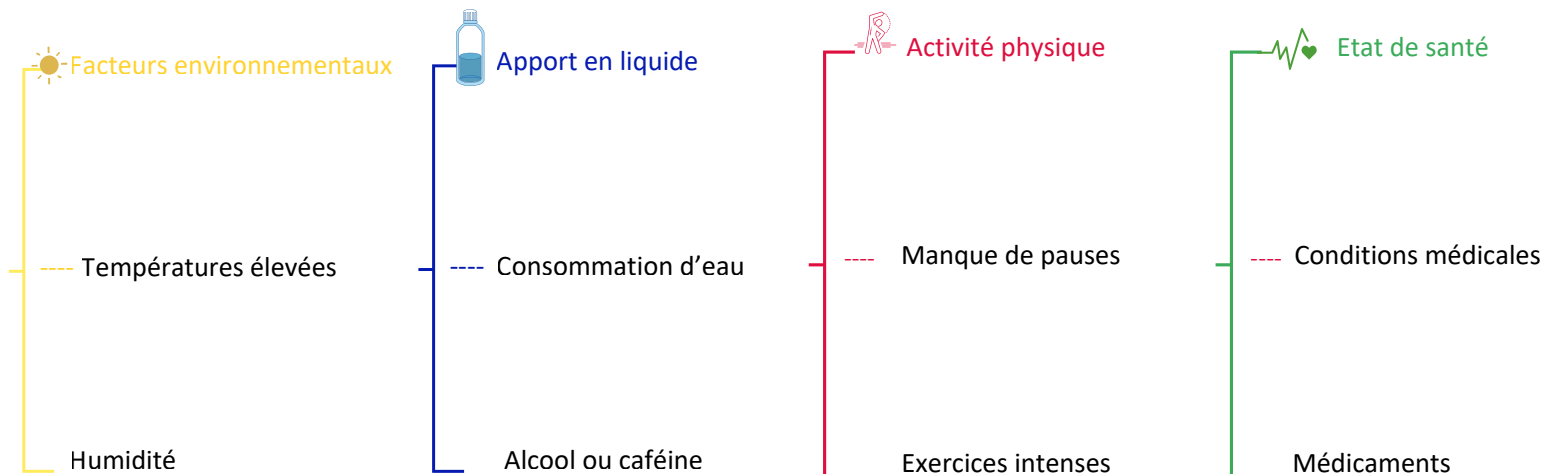 Facteurs environnementaux
Températures élevées
Humidité
Apport en liquide
Consommation d’eau
Alcool ou caféine
Activité physique
Manque de pauses
Exercices intenses
Etat de santé
Conditions médicales
Médicaments